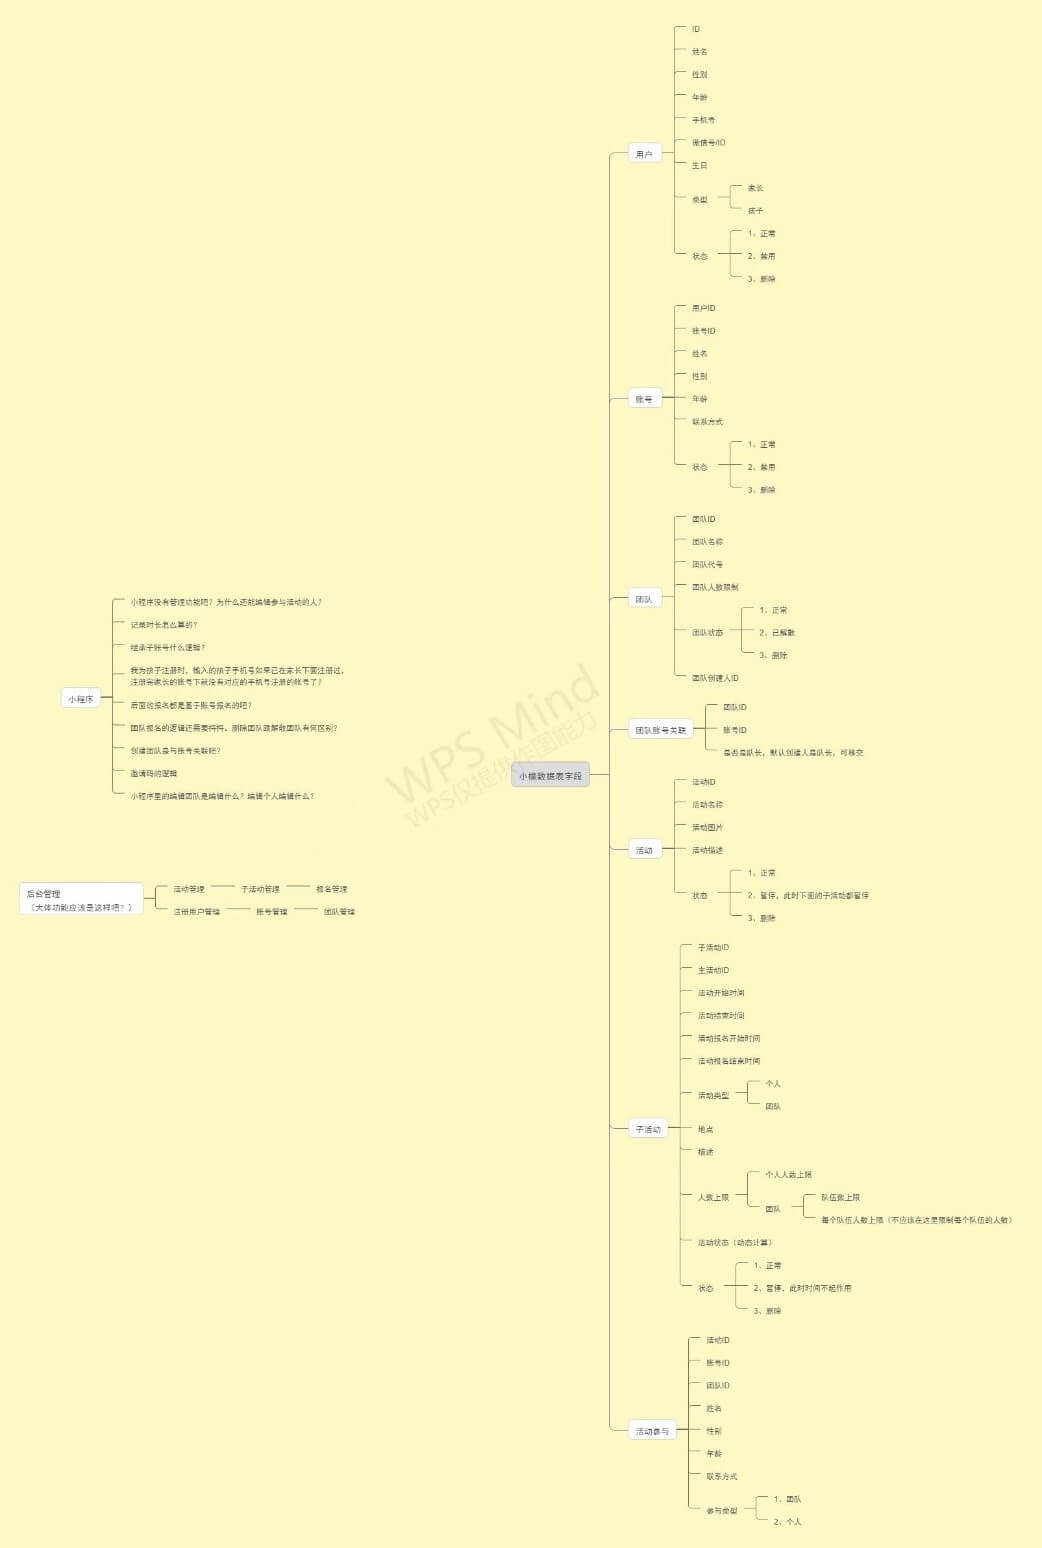 ID
姓名
性别
年龄
手机号
微信号/ID
生日
用户
类型
家长
孩子
状态
1、正常
2、禁用
3、删除
用户ID
账号ID
姓名
性别
年龄
联系方式
账号
状态
1、正常
2、禁用
3、删除
团队ID
团队名称
团队代号
团队人数限制
团队
团队状态
1、正常
2、已解散
3、删除
团队创建人ID
团队账号关联
团队ID
账号ID
是否是队长，默认创建人是队长，可移交
小橡数据表字段
活动ID
活动名称
活动图片
活动描述
活动
状态
1、正常
2、暂停，此时下面的子活动都暂停
3、删除
子活动ID
主活动ID
活动开始时间
活动结束时间
活动报名开始时间
活动报名结束时间
活动类型
个人
团队
子活动
地点
描述
人数上限
个人人数上限
团队
队伍数上限
每个队伍人数上限（不应该在这里限制每个队伍的人数）
活动状态（动态计算）
状态
1、正常
2、暂停，此时时间不起作用
3、删除
活动ID
账号ID
团队ID
姓名
活动参与
性别
年龄
联系方式
参与类型
1、团队
2、个人
小程序
小程序没有管理功能吧？为什么还能编辑参与活动的人？
记录时长怎么算的？
继承子账号什么逻辑？
我为孩子注册时，输入的孩子手机号如果已在家长下面注册过，
注册完家长的账号下就没有对应的手机号注册的账号了？
后面的报名都是基于账号报名的吧？
团队报名的逻辑还需要捋捋。删除团队跟解散团队有何区别？
创建团队是与账号关联吧？
邀请码的逻辑
小程序里的编辑团队是编辑什么？编辑个人编辑什么？
后台管理
（大体功能应该是这样吧？）
活动管理
子活动管理
报名管理
注册用户管理
账号管理
团队管理
WPS Mind
WPS仅提供作图能力